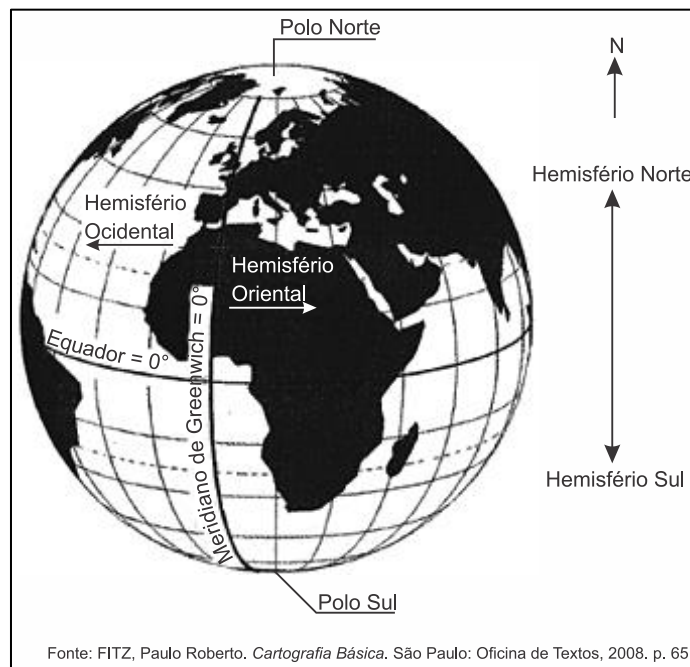 Polo Norte
N
Hemisfério Norte
Hemisfério
Ocidental
Hemisfério
Oriental
Equador = 0°
Meridiano de Greenwich = 0°
Hemisfério Sul
Polo Sul
Fonte: FITZ, Paulo Roberto. Cartografia Básica. São Paulo: Oficina de Textos, 2008. p. 65